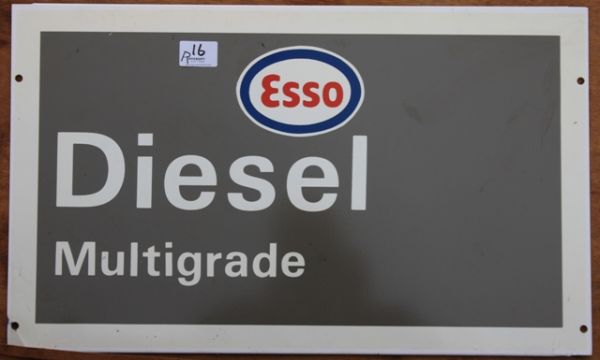 16
Esso
Diesel
Multigrade